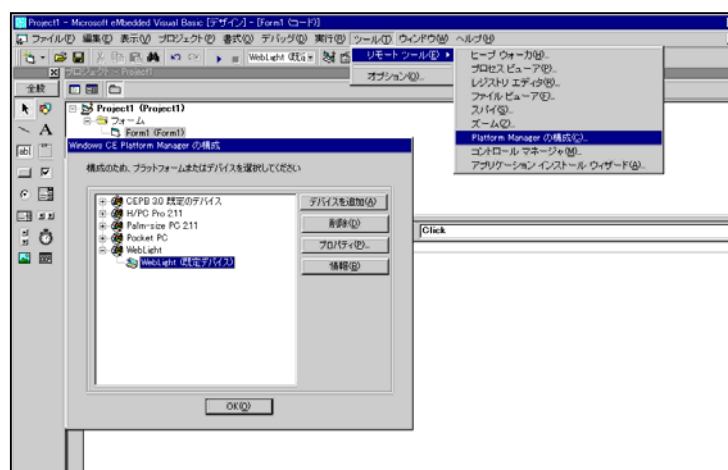 Project1 - Microsoft eMbedded Visual Basic [デザイン] - [Form1 (コード)]
ファイル(F) 編集(E) 表示(V) プロジェクト(P) 書式(O) デバッグ(D) 実行(R) ツール(T) ウィンドウ(W) ヘルプ(H)
リモート ツール(E)
オプション(O)...
ヒープ ウォーカ(H)...
プロセス ビューア(P)...
レジストリ エディタ(R)...
ファイル ビューア(F)...
スパイ(S)...
ズーム(Z)...
Platform Manager の構成(C)...
コントロール マネージャ(M)...
アプリケーション インストール ウィザード(A)...
プロジェクト - Project1
全般
Project1 (Project1)
フォーム
Form1 (Form1)
Windows CE Platform Manager の構成
構成のため、プラットフォームまたはデバイスを選択してください
CEPB 3.0 既定のデバイス
H/PC Pro 2.11
Palm-size PC 2.11
Pocket PC
WebLight
WebLight (既定デバイス)
デバイスを追加(A)
削除(D)
プロパティ(P)...
情報(B)
OK(O)
Click